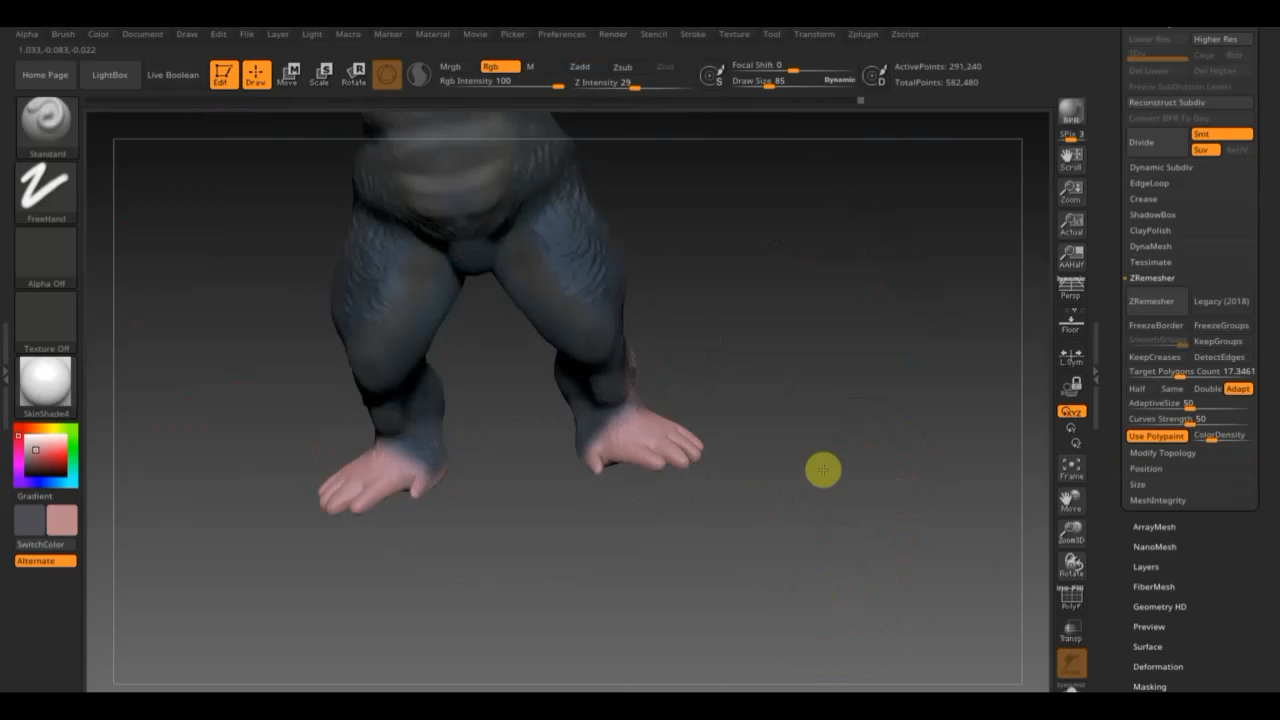 Alpha Brush Color Document Draw Edit File Layer Light Macro Marker Material Movie Picker Preferences Render Stencil Stroke Texture Tool Transform Zplugin Zscript
1.033,-0.083,-0.022
Home Page LightBox Live Boolean Edit Draw Move Scale Rotate
Mrgb Rgb M Zadd Zsub Zcut
Rgb Intensity 100 Z Intensity 29
S Focal Shift 0
Draw Size 85 Dynamic D
ActivePoints: 291,240
TotalPoints: 582,480
Standard
FreeHand
Alpha Off
Texture Off
SkinShade4
Gradient
SwitchColor
Alternate
BPR
SPix 3
Scroll
Zoom
Actual
AAHalf
Dynamic
Persp
Floor
L.Sym
XYZ
Frame
Move
Zoom3D
Rotate
Line Fill
PolyF
Transp
Dynamic
Lower Res Higher Res
SDiv Cage Rstr
Del Lower Del Higher
Freeze SubDivision Levels
Reconstruct Subdiv
Convert BPR To Geo
Divide Smt
Suv ReUV
Dynamic Subdiv
EdgeLoop
Crease
ShadowBox
ClayPolish
DynaMesh
Tessimate
ZRemesher
ZRemesher Legacy (2018)
FreezeBorder FreezeGroups
SmoothGroups KeepGroups
KeepCreases DetectEdges
Target Polygons Count 17.3461
Half Same Double Adapt
AdaptiveSize 50
Curves Strength 50
Use Polypaint ColorDensity
Modify Topology
Position
Size
MeshIntegrity
ArrayMesh
NanoMesh
Layers
FiberMesh
Geometry HD
Preview
Surface
Deformation
Masking